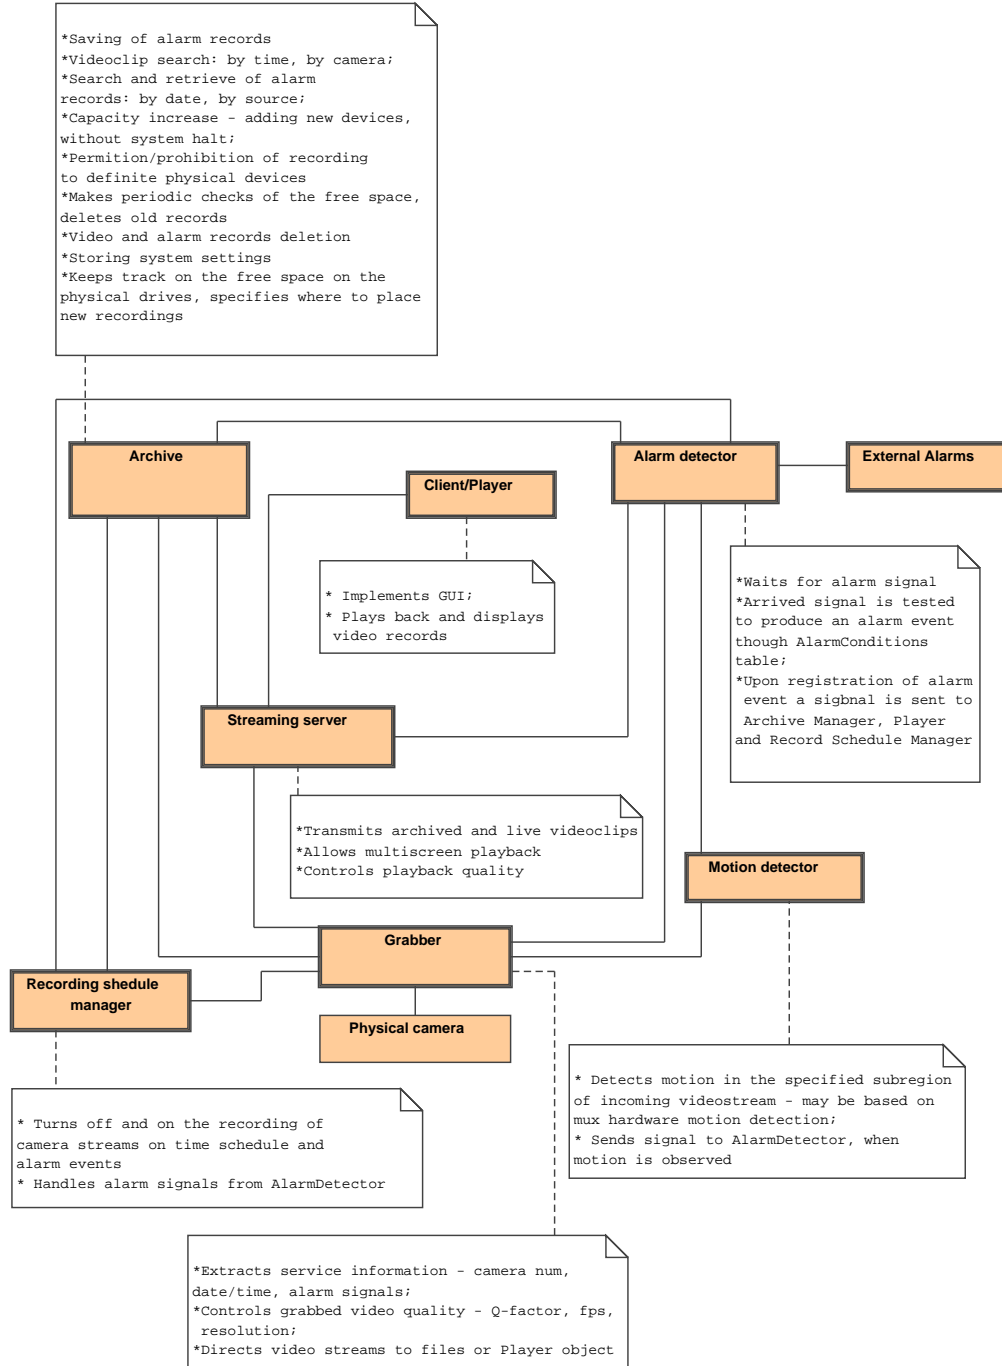 *Saving of alarm records
*Videoclip search: by time, by camera;
*Search and retrieve of alarm
records: by date, by source;
*Capacity increase - adding new devices,
without system halt;
*Permition/prohibition of recording
to definite physical devices
*Makes periodic checks of the free space,
deletes old records
*Video and alarm records deletion
*Storing system settings
*Keeps track on the free space on the
physical drives, specifies where to place
new recordings
Archive
Alarm detector
External Alarms
Client/Player
* Implements GUI;
* Plays back and displays
video records
*Waits for alarm signal
*Arrived signal is tested
to produce an alarm event
though AlarmConditions
table;
*Upon registration of alarm
event a sigbnal is sent to
Archive Manager, Player
and Record Schedule Manager
Streaming server
*Transmits archived and live videoclips
*Allows multiscreen playback
*Controls playback quality
Motion detector
Grabber
Recording shedule
manager
Physical camera
* Detects motion in the specified subregion
of incoming videostream - may be based on
mux hardware motion detection;
* Sends signal to AlarmDetector, when
motion is observed
* Turns off and on the recording of
camera streams on time schedule and
alarm events
* Handles alarm signals from AlarmDetector
*Extracts service information - camera num,
date/time, alarm signals;
*Controls grabbed video quality - Q-factor, fps,
resolution;
*Directs video streams to files or Player object